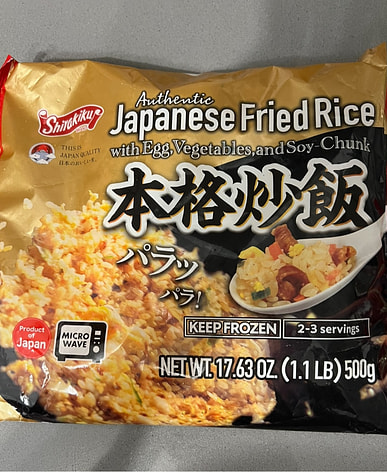 Shirakiku
Authentic
Japanese Fried Rice
with Egg, Vegetables, and Soy-Chunk
THIS IS
JAPAN QUALITY
本格炒飯
パラッ
パラ!
KEEP FROZEN
2-3 servings
Product of
Japan
MICRO
WAVE
NET WT. 17.63 OZ. (1.1 LB) 500g